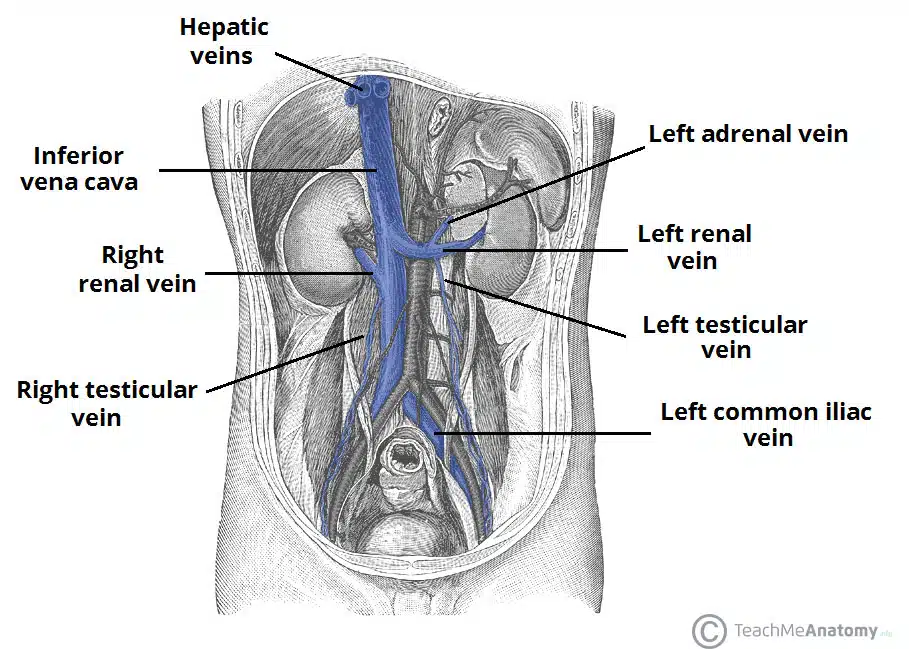 Hepatic
veins
Left adrenal vein
Inferior
vena cava
Left renal
vein
Right
renal vein
Left testicular
vein
Right testicular
vein
Left common iliac
vein
© TeachMeAnatomy.info